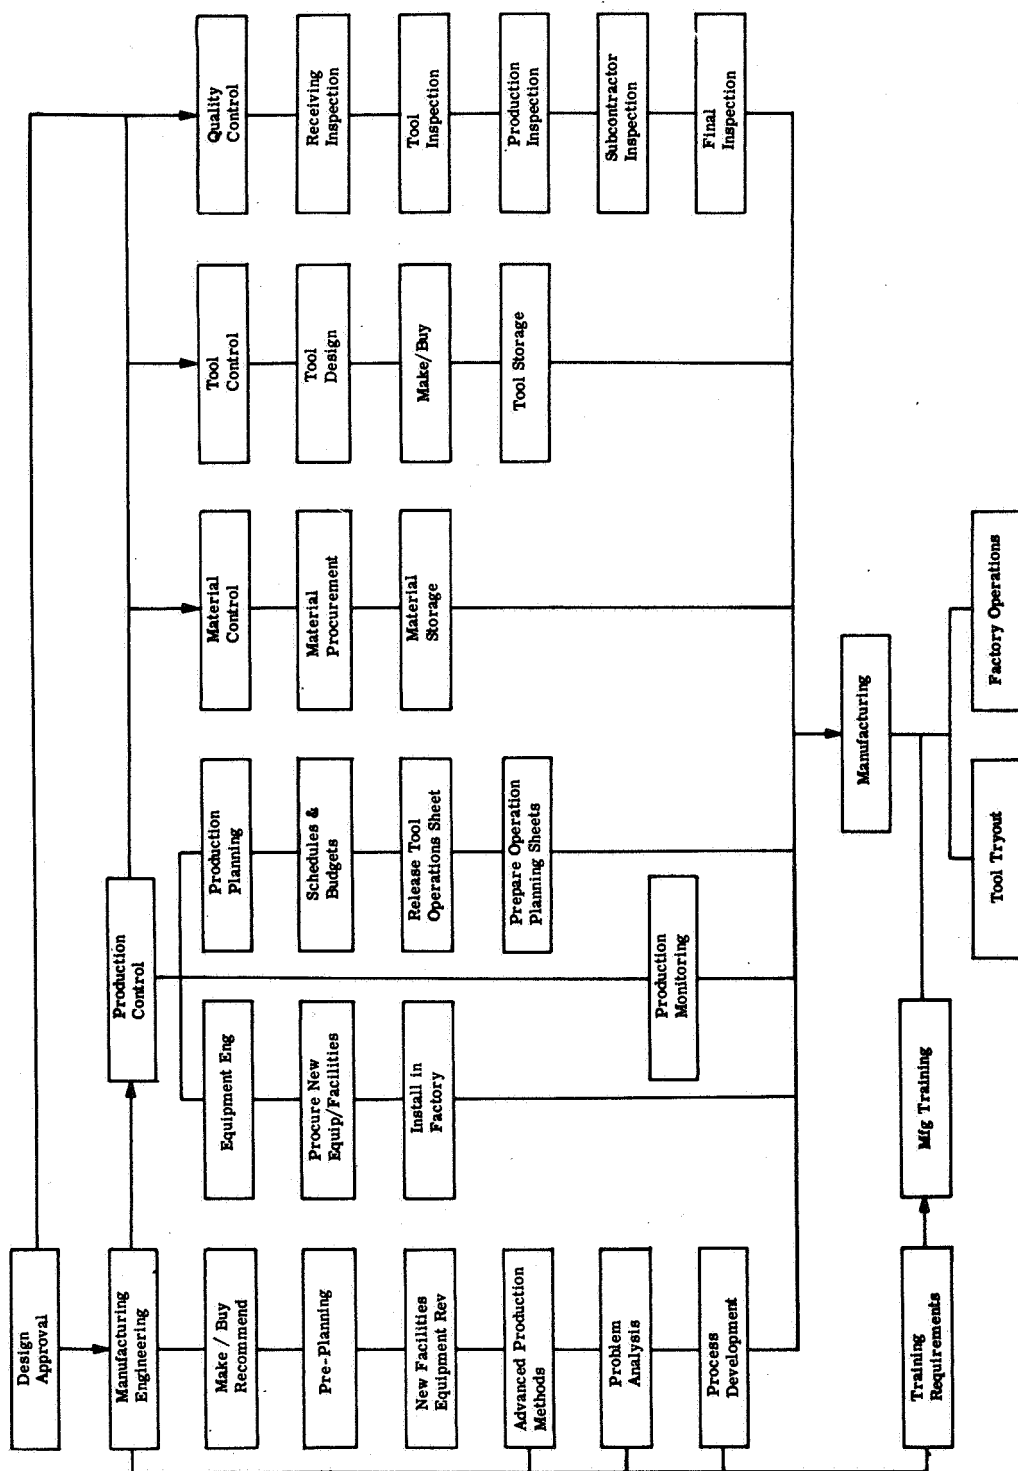 Design
Approval
Manufacturing
Engineering
Make / Buy
Recommend
Pre-Planning
New Facilities
Equipment Rev
Advanced Production
Methods
Problem
Analysis
Process
Development
Training
Requirements
Production
Control
Equipment Eng
Procure New
Equip/Facilities
Install in
Factory
Production
Monitoring
Mfg Training
Production
Planning
Schedules &
Budgets
Release Tool
Operations Sheet
Prepare Operation
Planning Sheets
Material
Control
Material
Procurement
Material
Storage
Manufacturing
Tool Tryout
Factory Operations
Tool
Control
Tool
Design
Make/Buy
Tool Storage
Quality
Control
Receiving
Inspection
Tool
Inspection
Production
Inspection
Subcontractor
Inspection
Final
Inspection